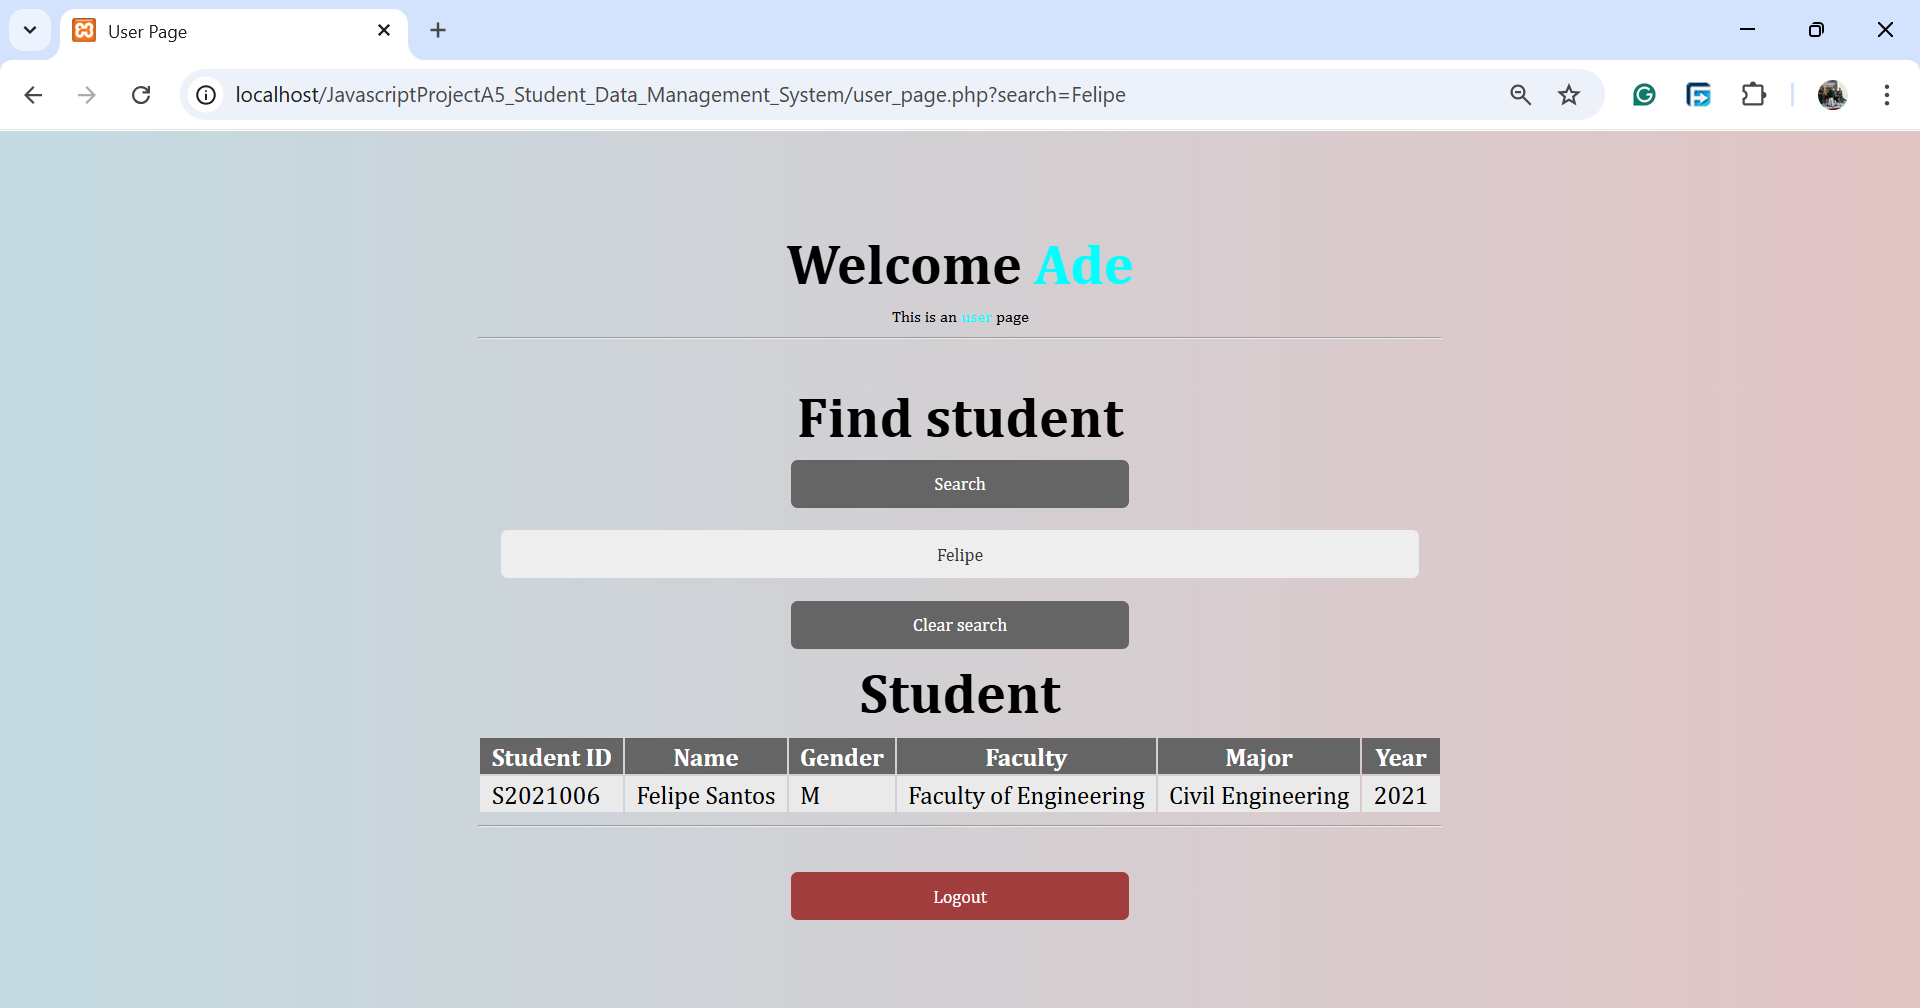 User Page
localhost/JavascriptProjectA5_Student_Data_Management_System/user_page.php?search=Felipe
Welcome Ade
This is an user page
Find student
Search
Felipe
Clear search
Student
Student ID Name Gender Faculty Major Year
S2021006 Felipe Santos M Faculty of Engineering Civil Engineering 2021
Logout